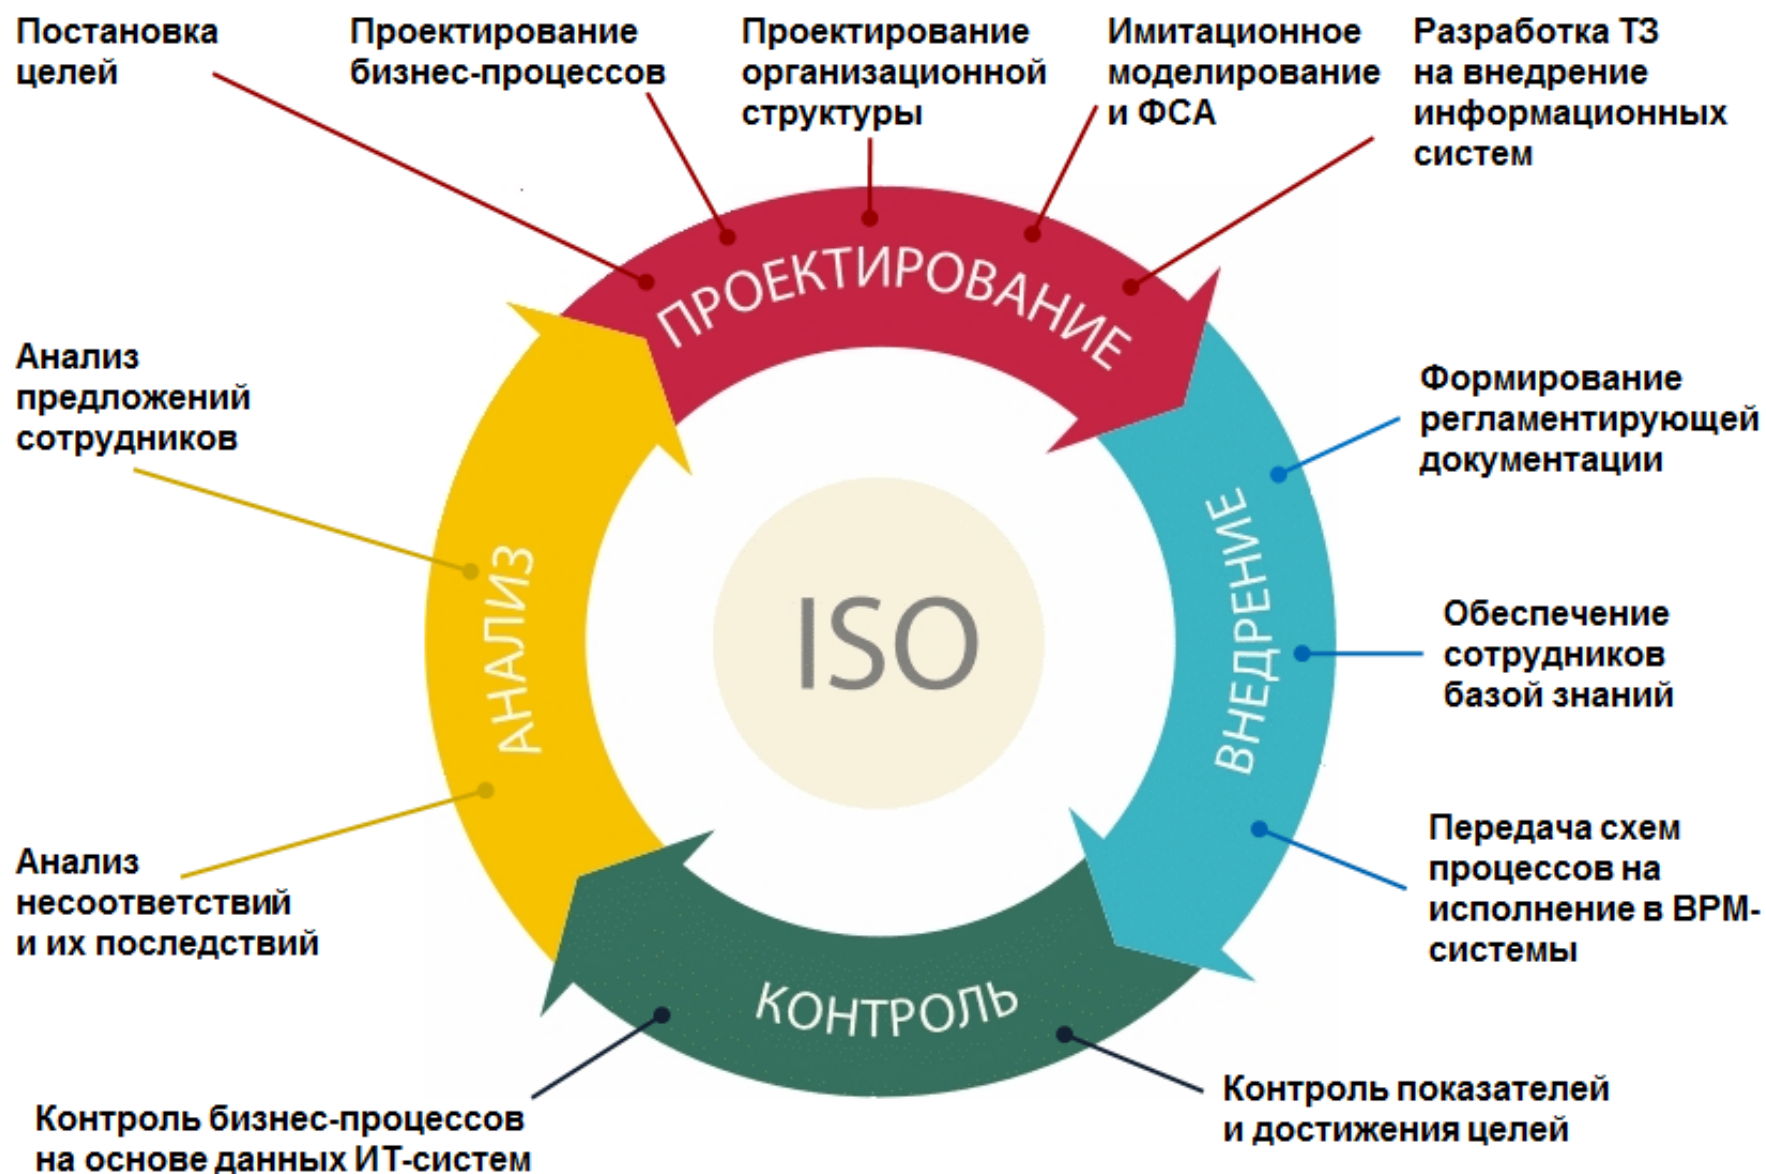 Постановка
целей
Проектирование
бизнес-процессов
Проектирование
организационной
структуры
Имитационное
моделирование
и ФСА
Разработка ТЗ
на внедрение
информационных
систем
ПРОЕКТИРОВАНИЕ
Формирование
регламентирующей
документации
Обеспечение
сотрудников
базой знаний
ВНЕДРЕНИЕ
Передача схем
процессов на
исполнение в BPM-
системы
Контроль показателей
и достижения целей
КОНТРОЛЬ
Контроль бизнес-процессов
на основе данных ИТ-систем
Анализ
несоответствий
и их последствий
АНАЛИЗ
Анализ
предложений
сотрудников
ISO